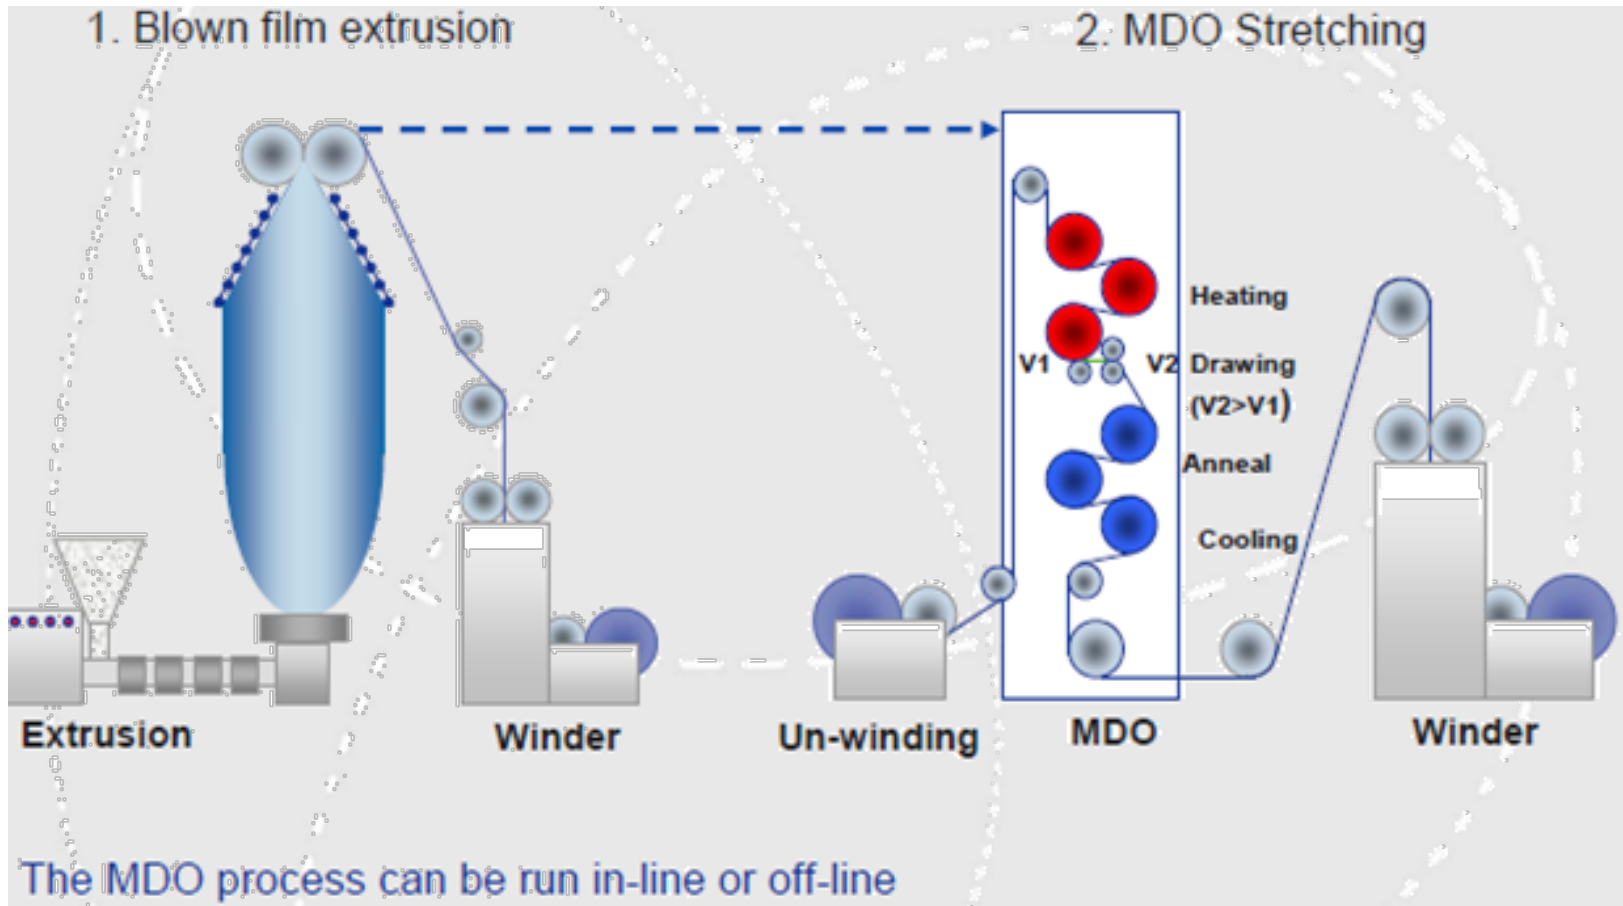 1. Blown film extrusion
2. MDO Stretching
Heating
V1
V2 Drawing
(V2>V1)
Anneal
Cooling
Extrusion
Winder
Un-winding
MDO
Winder
The MDO process can be run in-line or off-line